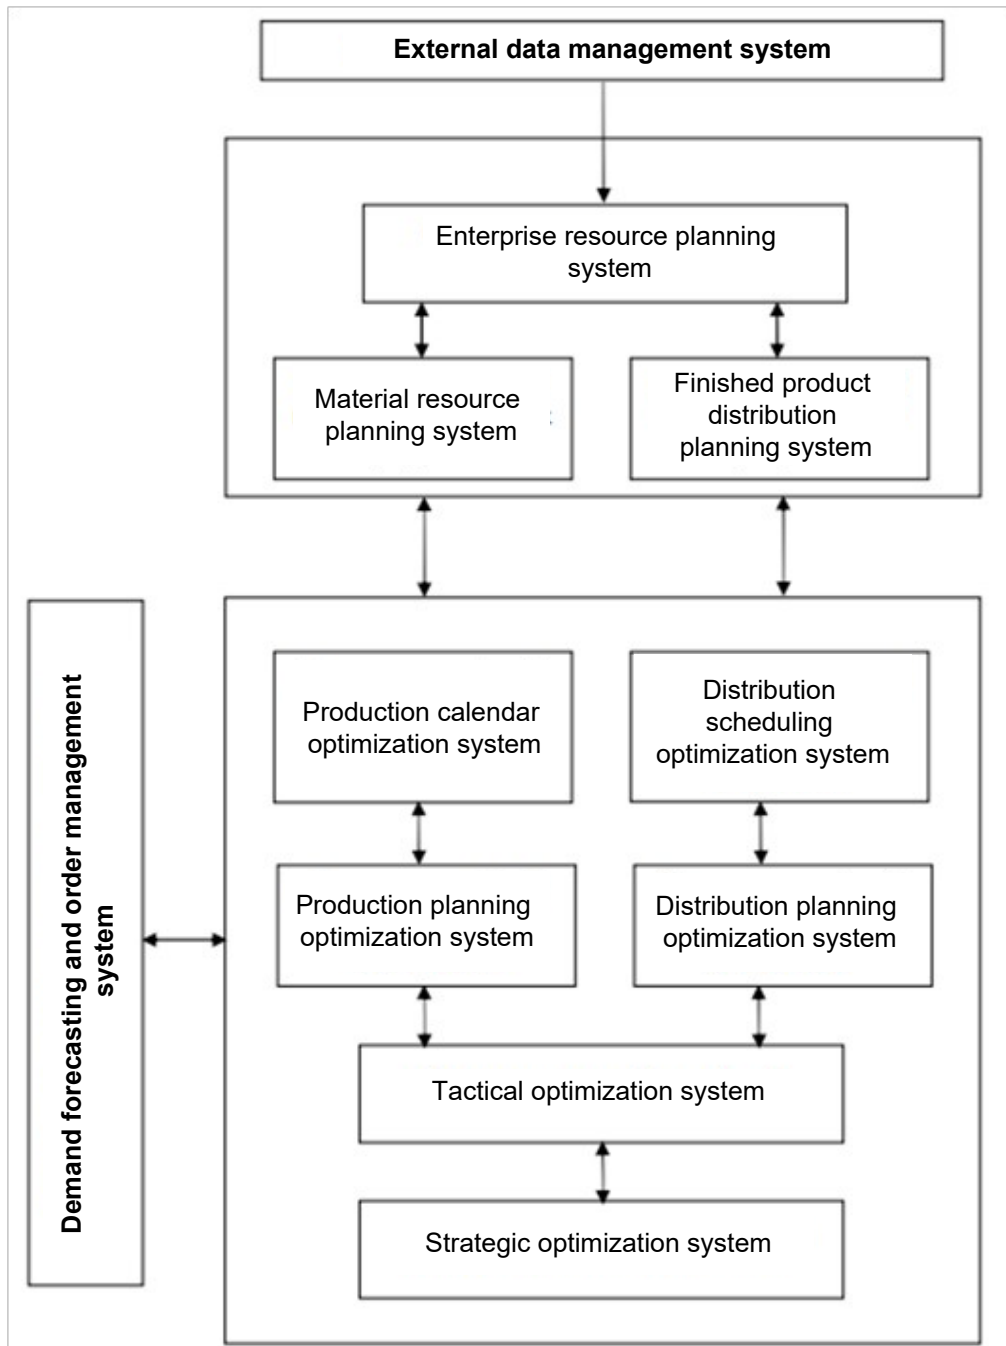 External data management system
Enterprise resource planning
system
Material resource
planning system
Finished product
distribution
planning system
Demand forecasting and order management
system
Production calendar
optimization system
Distribution
scheduling
optimization system
Production planning
optimization system
Distribution planning
optimization system
Tactical optimization system
Strategic optimization system